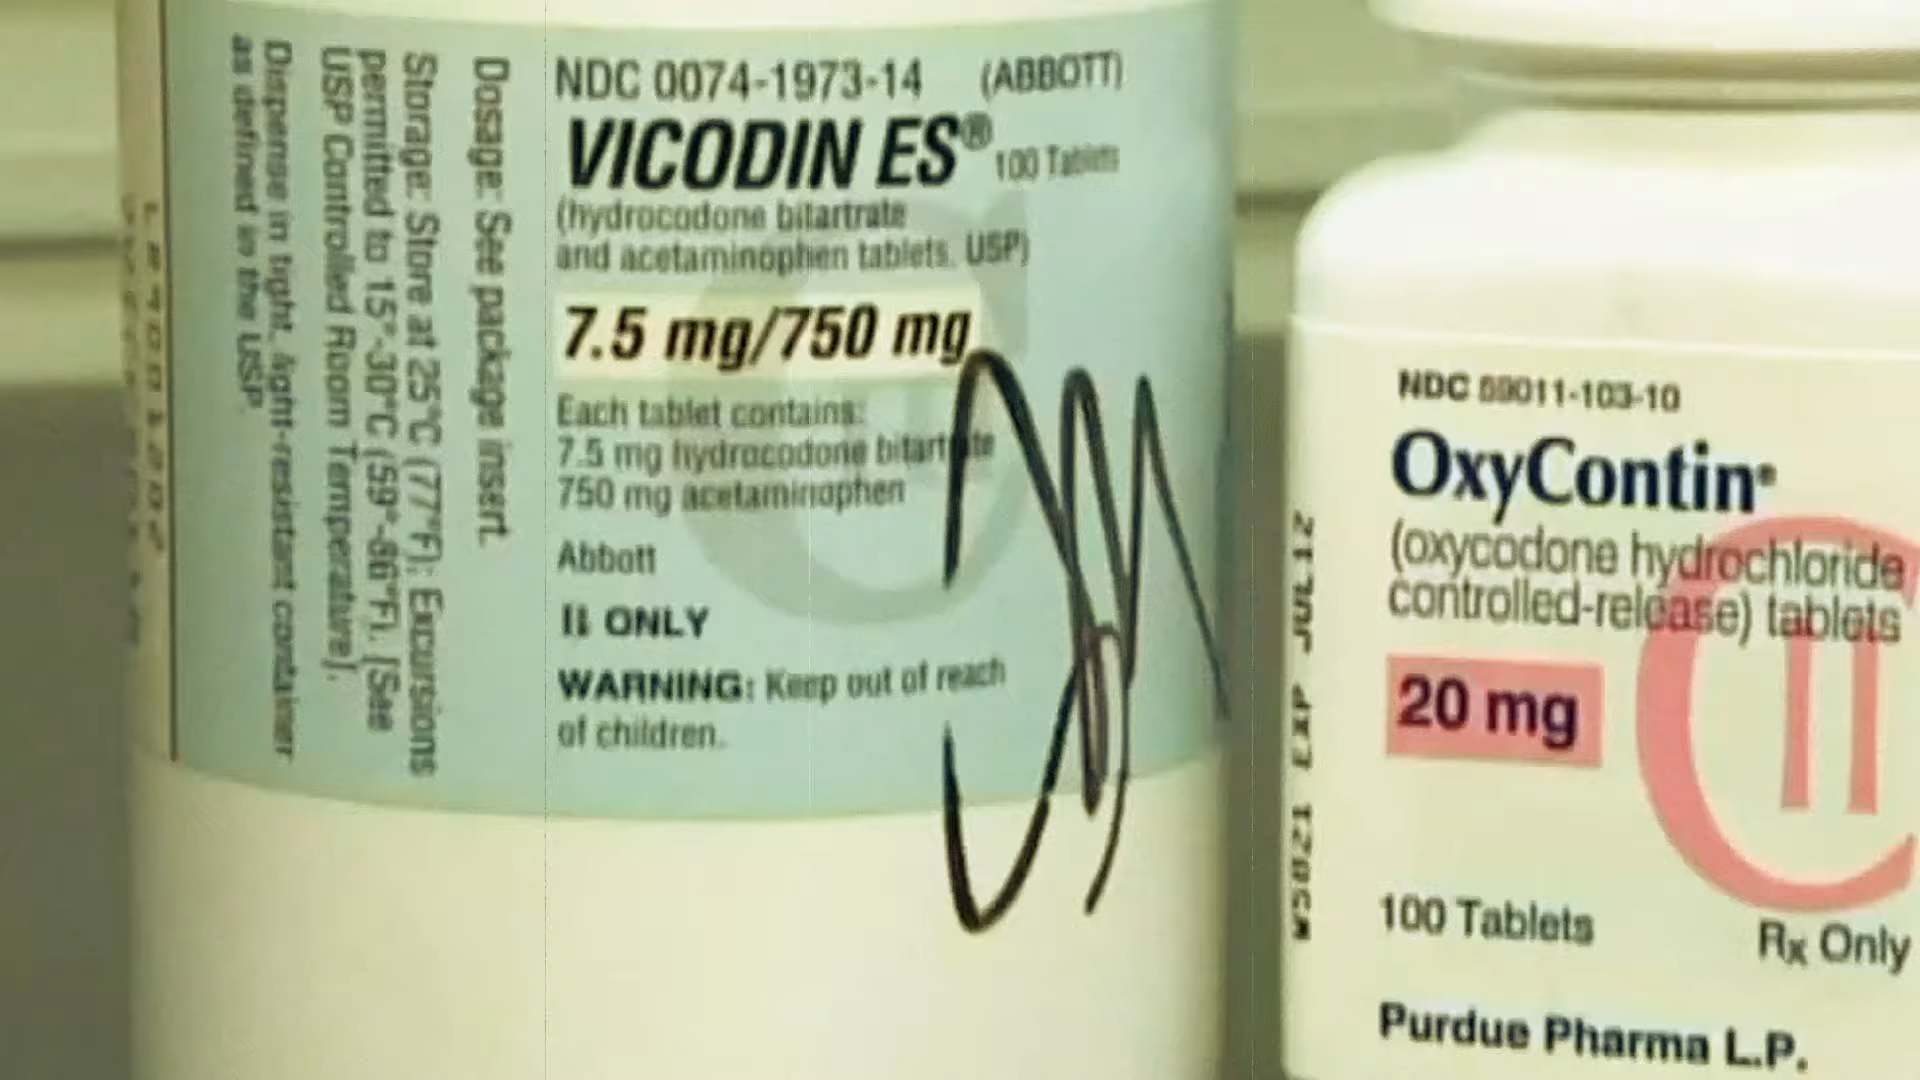 NDC 0074-1973-14 (ABBOTT)
VICODIN ES® 100 Tablets
(hydrocodone bitartrate
and acetaminophen tablets, USP)
7.5 mg/750 mg
Each tablet contains:
7.5 mg hydrocodone bitartrate
750 mg acetaminophen
Abbott
℞ ONLY
WARNING: Keep out of reach
of children.
Dosage: See package insert.
Storage: Store at 25°C (77°F); Excursions
permitted to 15°-30°C (59°-86°F). [See
USP Controlled Room Temperature].
Dispense in tight, light-resistant container
as defined in the USP.
NDC 59011-103-10
OxyContin®
(oxycodone hydrochloride
controlled-release) tablets
20 mg
CII
100 Tablets
Rx Only
Purdue Pharma L.P.
EXP JUL12